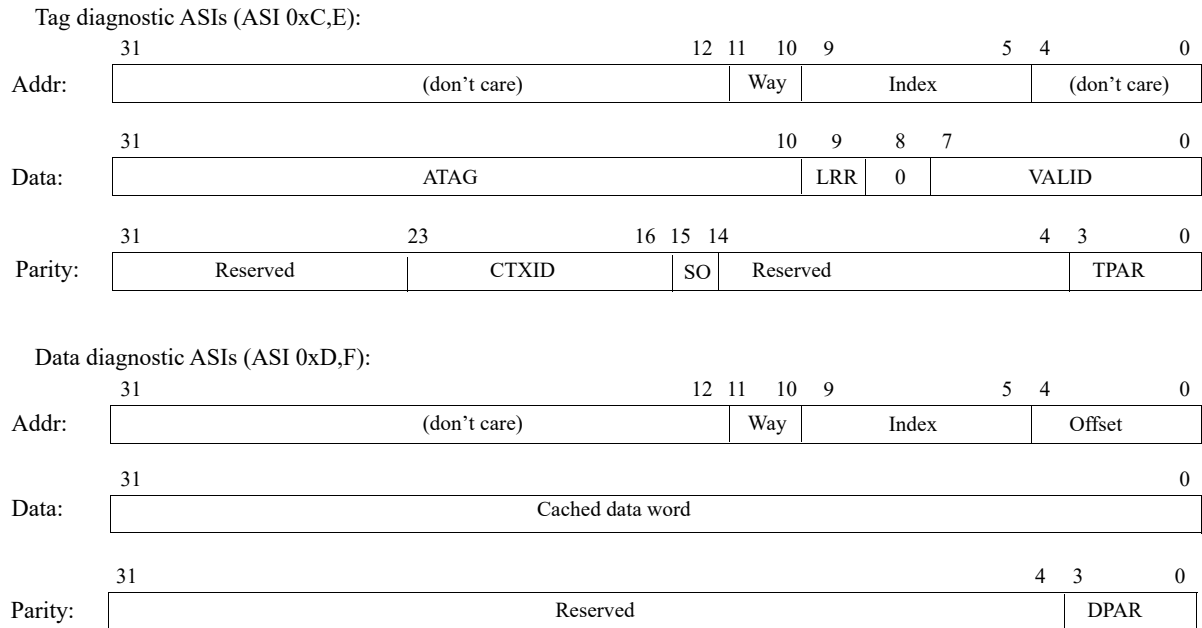 Tag diagnostic ASIs (ASI 0xC,E):
31 12 11 10 9 5 4 0
Addr: (don’t care) Way Index (don’t care)
31 10 9 8 7 0
Data: ATAG LRR 0 VALID
31 23 16 15 14 4 3 0
Parity: Reserved CTXID SO Reserved TPAR
Data diagnostic ASIs (ASI 0xD,F):
31 12 11 10 9 5 4 0
Addr: (don’t care) Way Index Offset
31 0
Data: Cached data word
31 4 3 0
Parity: Reserved DPAR